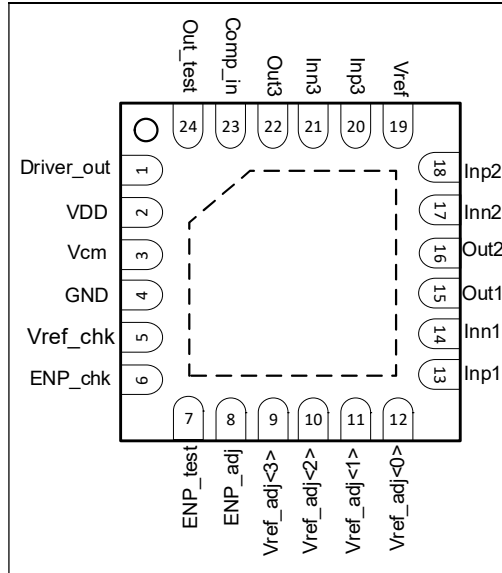 Out_test
Comp_in
Out3
Inn3
Inp3
Vref
24
23
22
21
20
19
Driver_out 1
VDD 2
Vcm 3
GND 4
Vref_chk 5
ENP_chk 6
18 Inp2
17 Inn2
16 Out2
15 Out1
14 Inn1
13 Inp1
7
8
9
10
11
12
ENP_test
ENP_adj
Vref_adj<3>
Vref_adj<2>
Vref_adj<1>
Vref_adj<0>